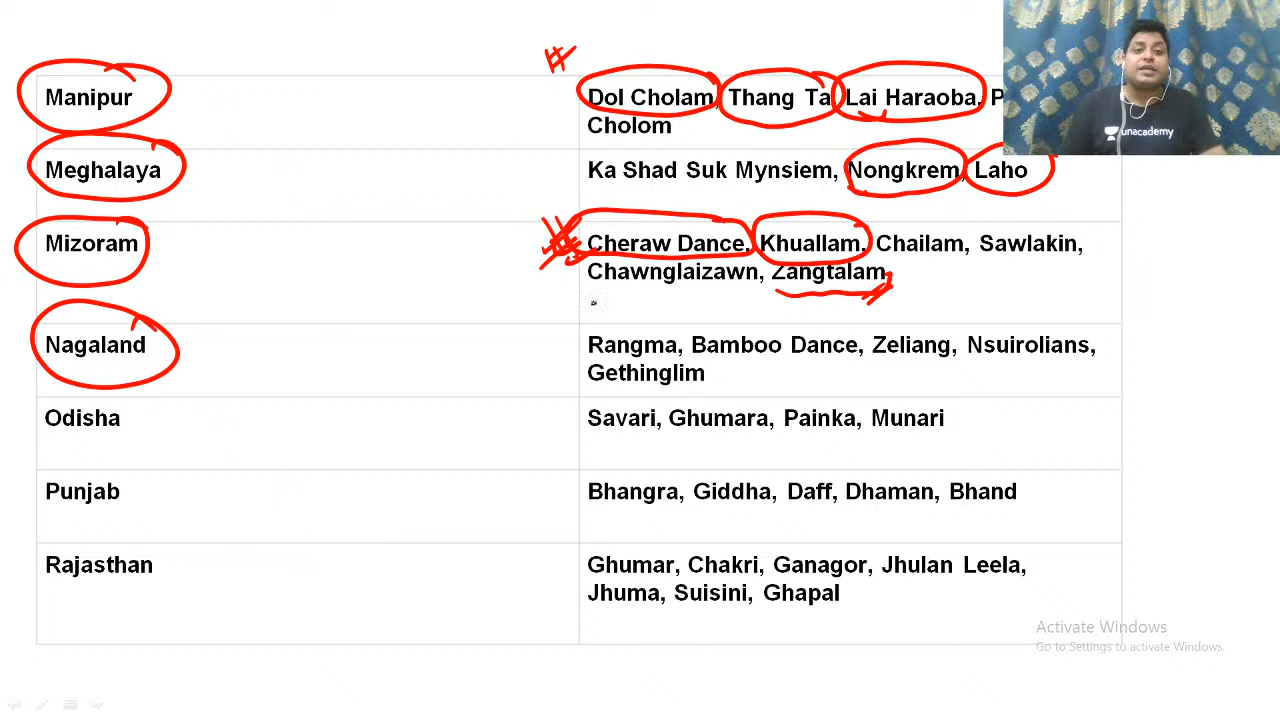 Manipur
Dol Cholam, Thang Ta, Lai Haraoba, P
Cholom
Meghalaya
Ka Shad Suk Mynsiem, Nongkrem, Laho
Mizoram
Cheraw Dance, Khuallam, Chailam, Sawlakin,
Chawnglaizawn, Zangtalam
Nagaland
Rangma, Bamboo Dance, Zeliang, Nsuirolians,
Gethinglim
Odisha
Savari, Ghumara, Painka, Munari
Punjab
Bhangra, Giddha, Daff, Dhaman, Bhand
Rajasthan
Ghumar, Chakri, Ganagor, Jhulan Leela,
Jhuma, Suisini, Ghapal
unacademy
Activate Windows
Go to Settings to activate Windows.